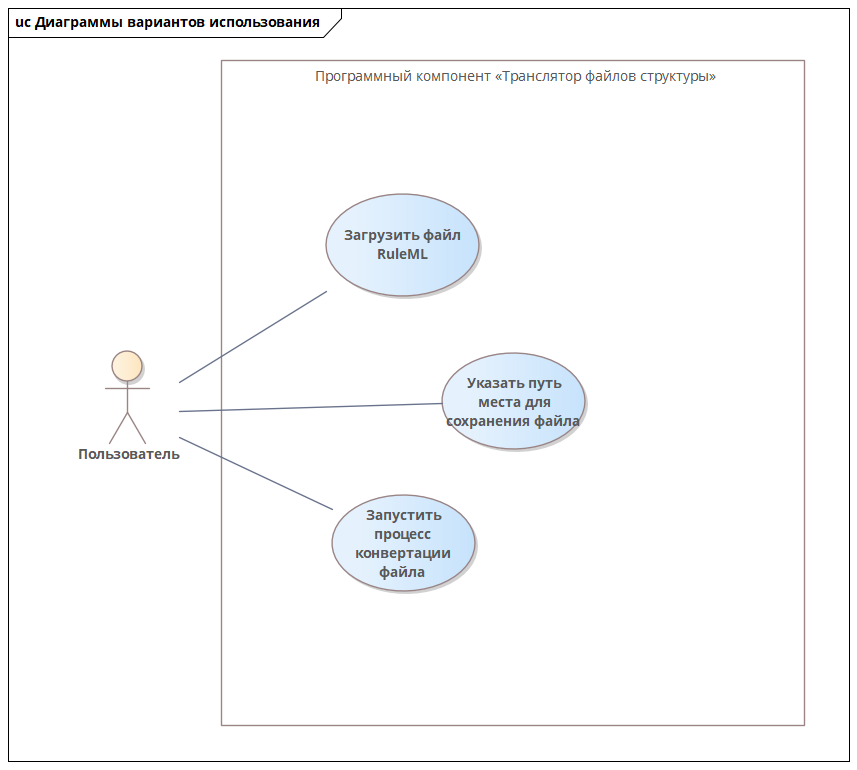 uc Диаграммы вариантов использования
Программный компонент «Транслятор файлов структуры»
Загрузить файл
RuleML
Указать путь
места для
сохранения файла
Пользователь
Запустить
процесс
конвертации
файла